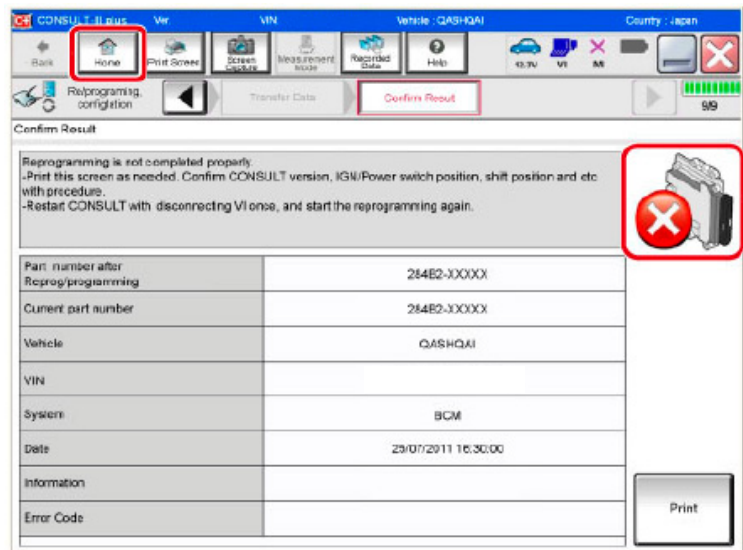 CONSULT-III plus Ver. VIN Vehicle : QASHQAI Country : Japan
Back Home Print Screen Screen Capture Measurement Mode Recorded Data Help 12.7V VI MI
Re/programing, configlation Transfer Data Confirm Result 9/9
Confirm Result
Reprogramming is not completed properly.
-Print this screen as needed. Confirm CONSULT version, IGN/Power switch position, shift position and etc
with procedure.
-Restart CONSULT with disconnecting VI once, and start the reprogramming again.
Part number after
Reprog/programming
284B2-XXXXX
Current part number 284B2-XXXXX
Vehicle QASHQAI
VIN
System BCM
Date 25/07/2011 16:30:00
Information
Error Code
Print